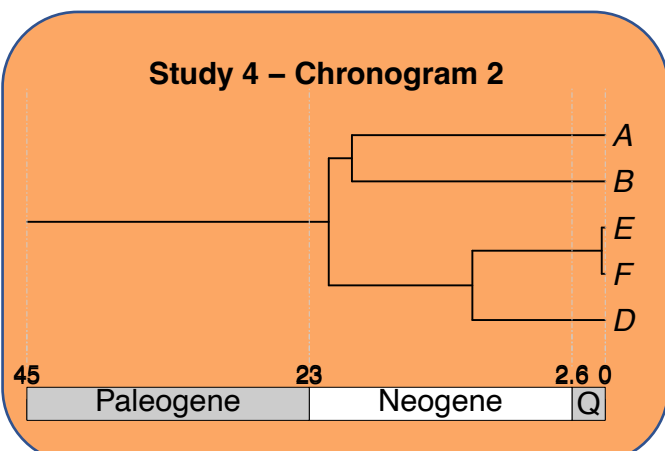 Study 4 – Chronogram 2
A
B
E
F
D
45 23 2.6 0
Paleogene Neogene Q